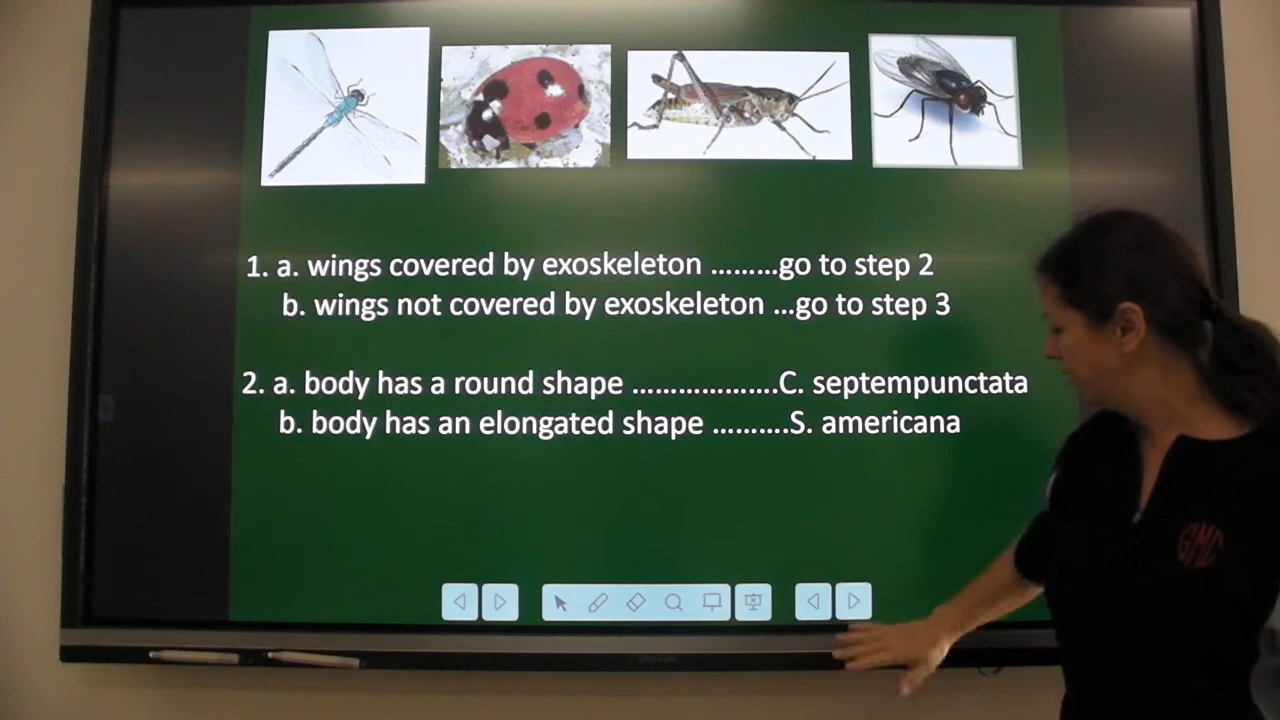 1. a. wings covered by exoskeleton .........go to step 2
b. wings not covered by exoskeleton ...go to step 3
2. a. body has a round shape ...................C. septempunctata
b. body has an elongated shape ..........S. americana
GMC